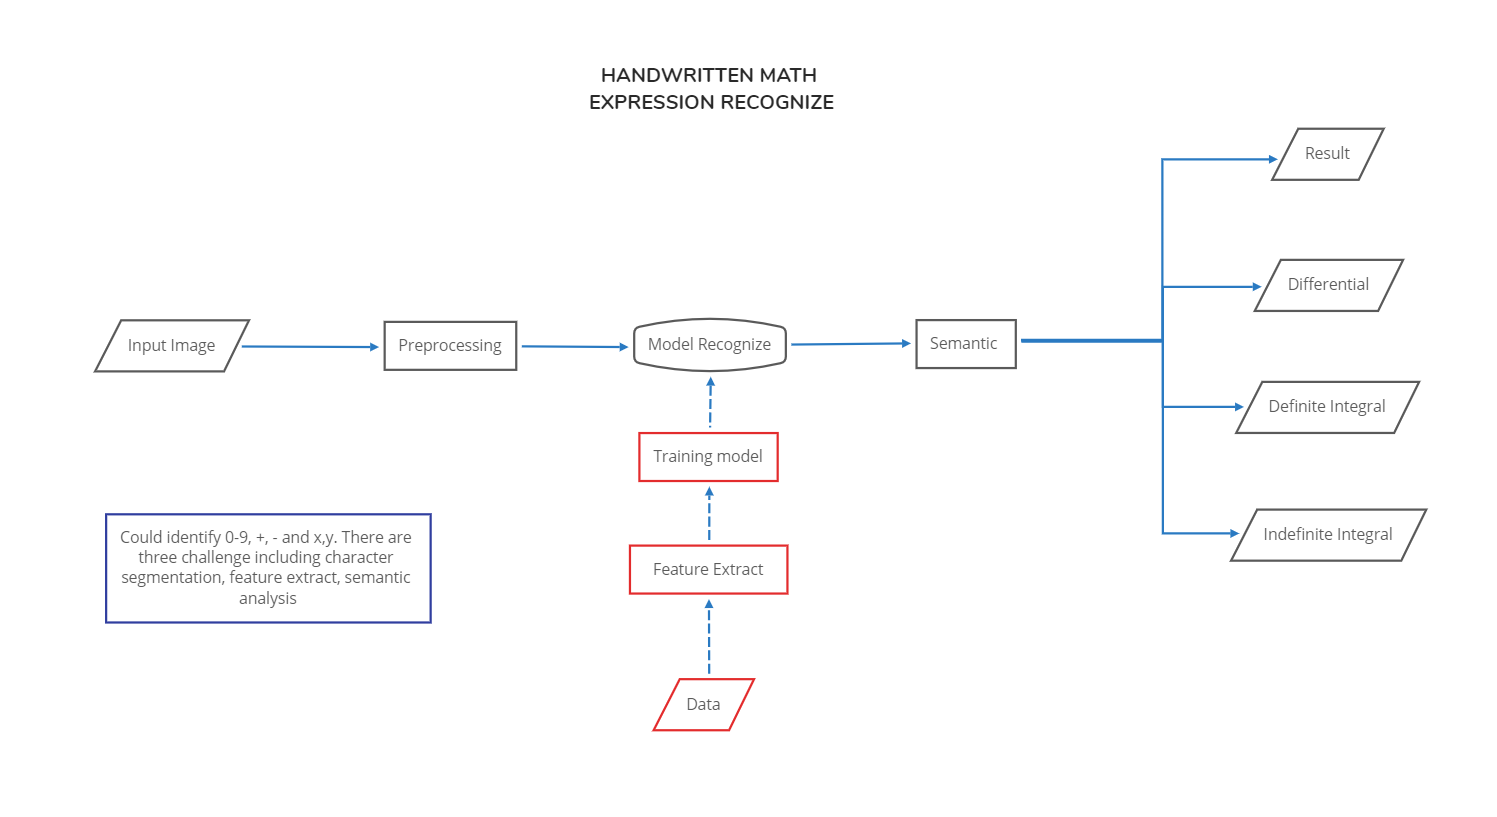 HANDWRITTEN MATH
EXPRESSION RECOGNIZE
Result
Differential
Input Image
Preprocessing
Model Recognize
Semantic
Definite Integral
Training model
Could identify 0-9, +, - and x,y. There are
three challenge including character
segmentation, feature extract, semantic
analysis
Indefinite Integral
Feature Extract
Data